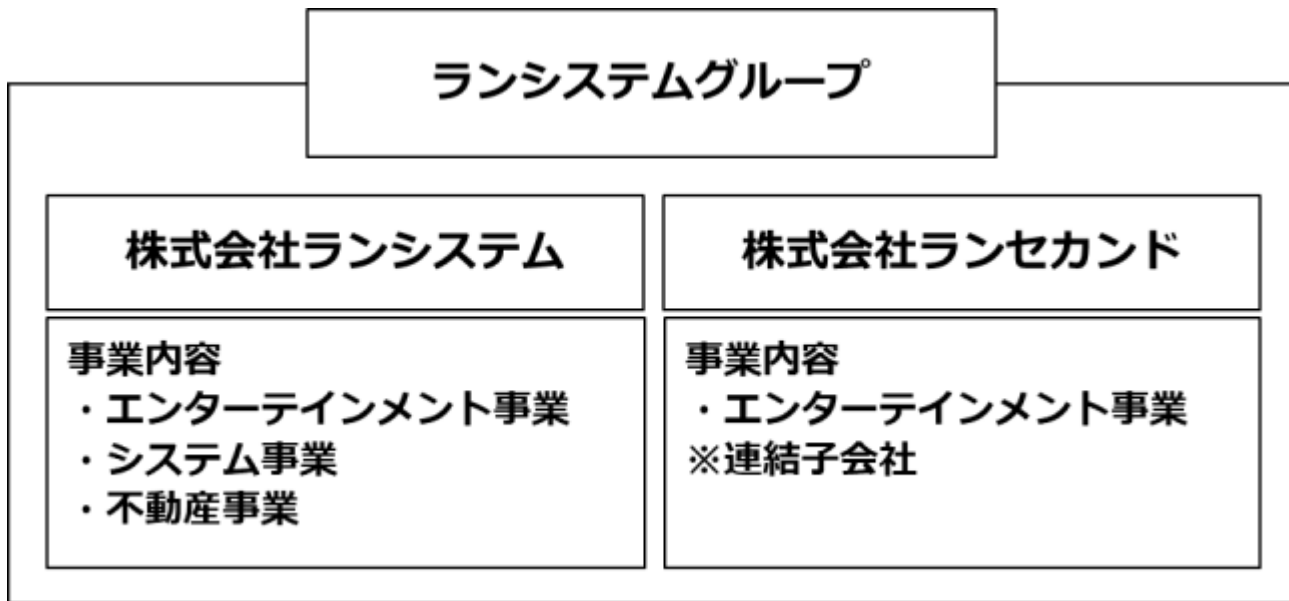 ランシステムグループ
株式会社ランシステム
事業内容
・エンターテインメント事業
・システム事業
・不動産事業
株式会社ランセカンド
事業内容
・エンターテインメント事業
※連結子会社